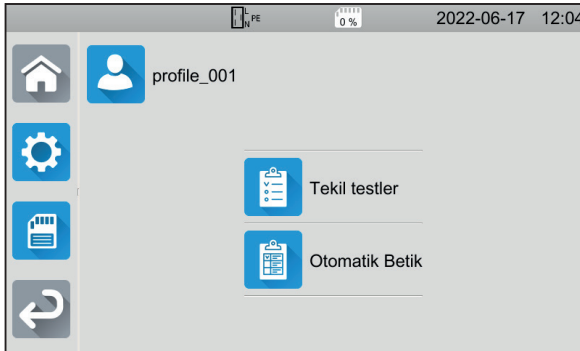 L
N PE
0 %
2022-06-17 12:04
profile_001
Tekil testler
Otomatik Betik